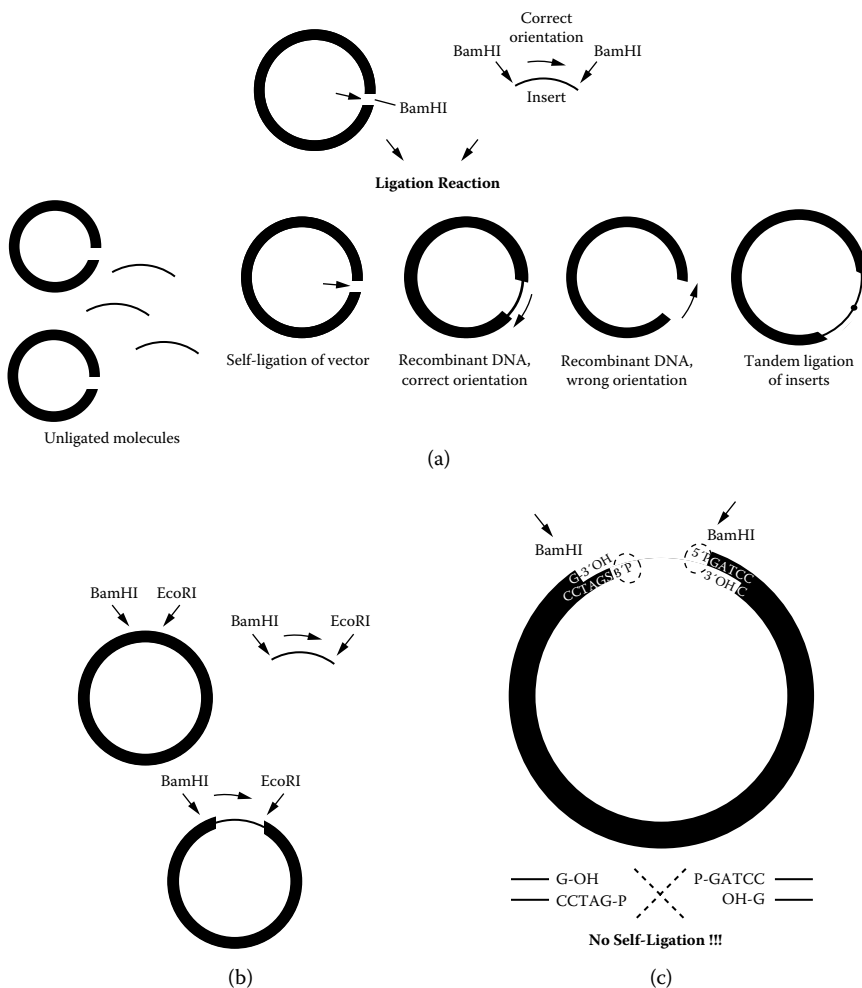 Correct
orientation
BamHI
BamHI
Insert
BamHI
Ligation Reaction
Self-ligation of vector
Recombinant DNA,
correct orientation
Recombinant DNA,
wrong orientation
Tandem ligation
of inserts
Unligated molecules
(a)
BamHI EcoRI
BamHI EcoRI
BamHI EcoRI
(b)
BamHI
BamHI
G-3´OH
5´PGATCC
3´OH C
G-OH P-GATCC
CCTAG-P OH-G
No Self-Ligation !!!
(c)